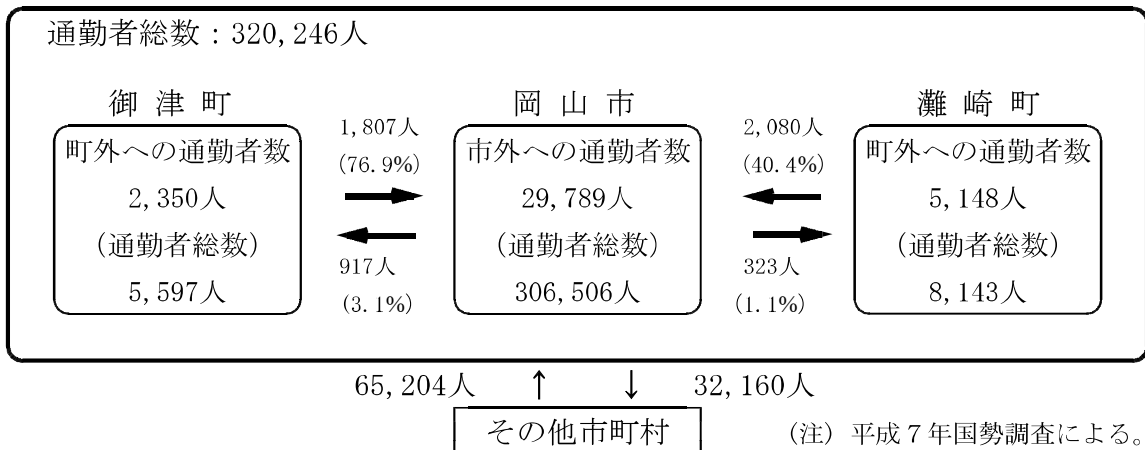 通勤者総数：320,246人
御津町
町外への通勤者数
2,350人
(通勤者総数)
5,597人
1,807人
(76.9%)
917人
(3.1%)
岡山市
市外への通勤者数
29,789人
(通勤者総数)
306,506人
2,080人
(40.4%)
323人
(1.1%)
灘崎町
町外への通勤者数
5,148人
(通勤者総数)
8,143人
65,204人 ↑ ↓ 32,160人
その他市町村
(注) 平成７年国勢調査による。